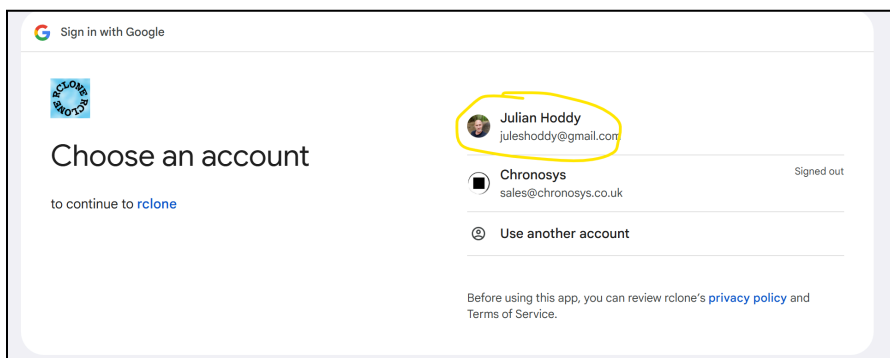 Sign in with Google
RCLONE RCLONE
Choose an account
to continue to rclone
Julian Hoddy
juleshoddy@gmail.com
Chronosys
Signed out
sales@chronosys.co.uk
Use another account
Before using this app, you can review rclone’s privacy policy and
Terms of Service.